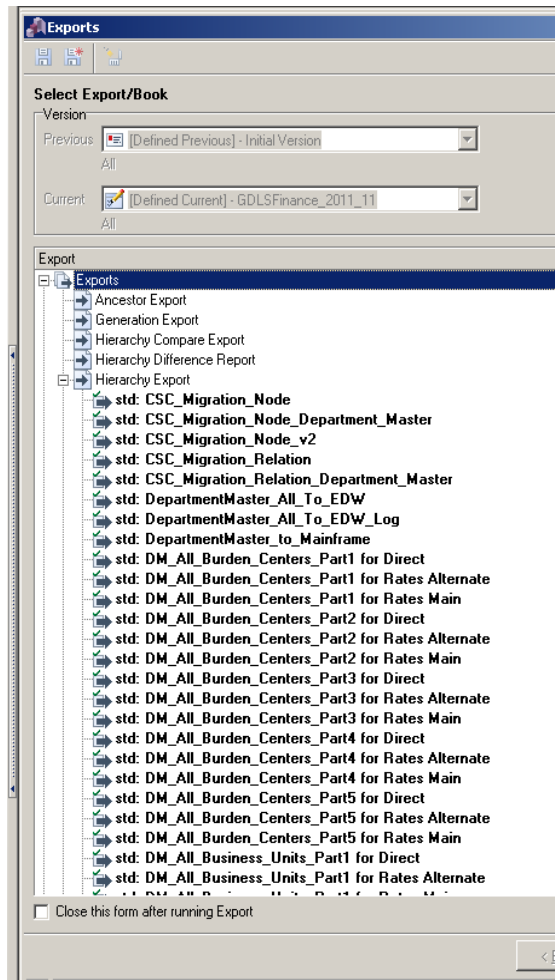 Exports
Select Export/Book
Version
Previous [Defined Previous] - Initial Version
All
Current [Defined Current] - GDLSFinance_2011_11
All
Export
Exports
Ancestor Export
Generation Export
Hierarchy Compare Export
Hierarchy Difference Report
Hierarchy Export
std: CSC_Migration_Node
std: CSC_Migration_Node_Department_Master
std: CSC_Migration_Node_v2
std: CSC_Migration_Relation
std: CSC_Migration_Relation_Department_Master
std: DepartmentMaster_All_To_EDW
std: DepartmentMaster_All_To_EDW_Log
std: DepartmentMaster_to_Mainframe
std: DM_All_Burden_Centers_Part1 for Direct
std: DM_All_Burden_Centers_Part1 for Rates Alternate
std: DM_All_Burden_Centers_Part1 for Rates Main
std: DM_All_Burden_Centers_Part2 for Direct
std: DM_All_Burden_Centers_Part2 for Rates Alternate
std: DM_All_Burden_Centers_Part2 for Rates Main
std: DM_All_Burden_Centers_Part3 for Direct
std: DM_All_Burden_Centers_Part3 for Rates Alternate
std: DM_All_Burden_Centers_Part3 for Rates Main
std: DM_All_Burden_Centers_Part4 for Direct
std: DM_All_Burden_Centers_Part4 for Rates Alternate
std: DM_All_Burden_Centers_Part4 for Rates Main
std: DM_All_Burden_Centers_Part5 for Direct
std: DM_All_Burden_Centers_Part5 for Rates Alternate
std: DM_All_Burden_Centers_Part5 for Rates Main
std: DM_All_Business_Units_Part1 for Direct
std: DM_All_Business_Units_Part1 for Rates Alternate
Close this form after running Export